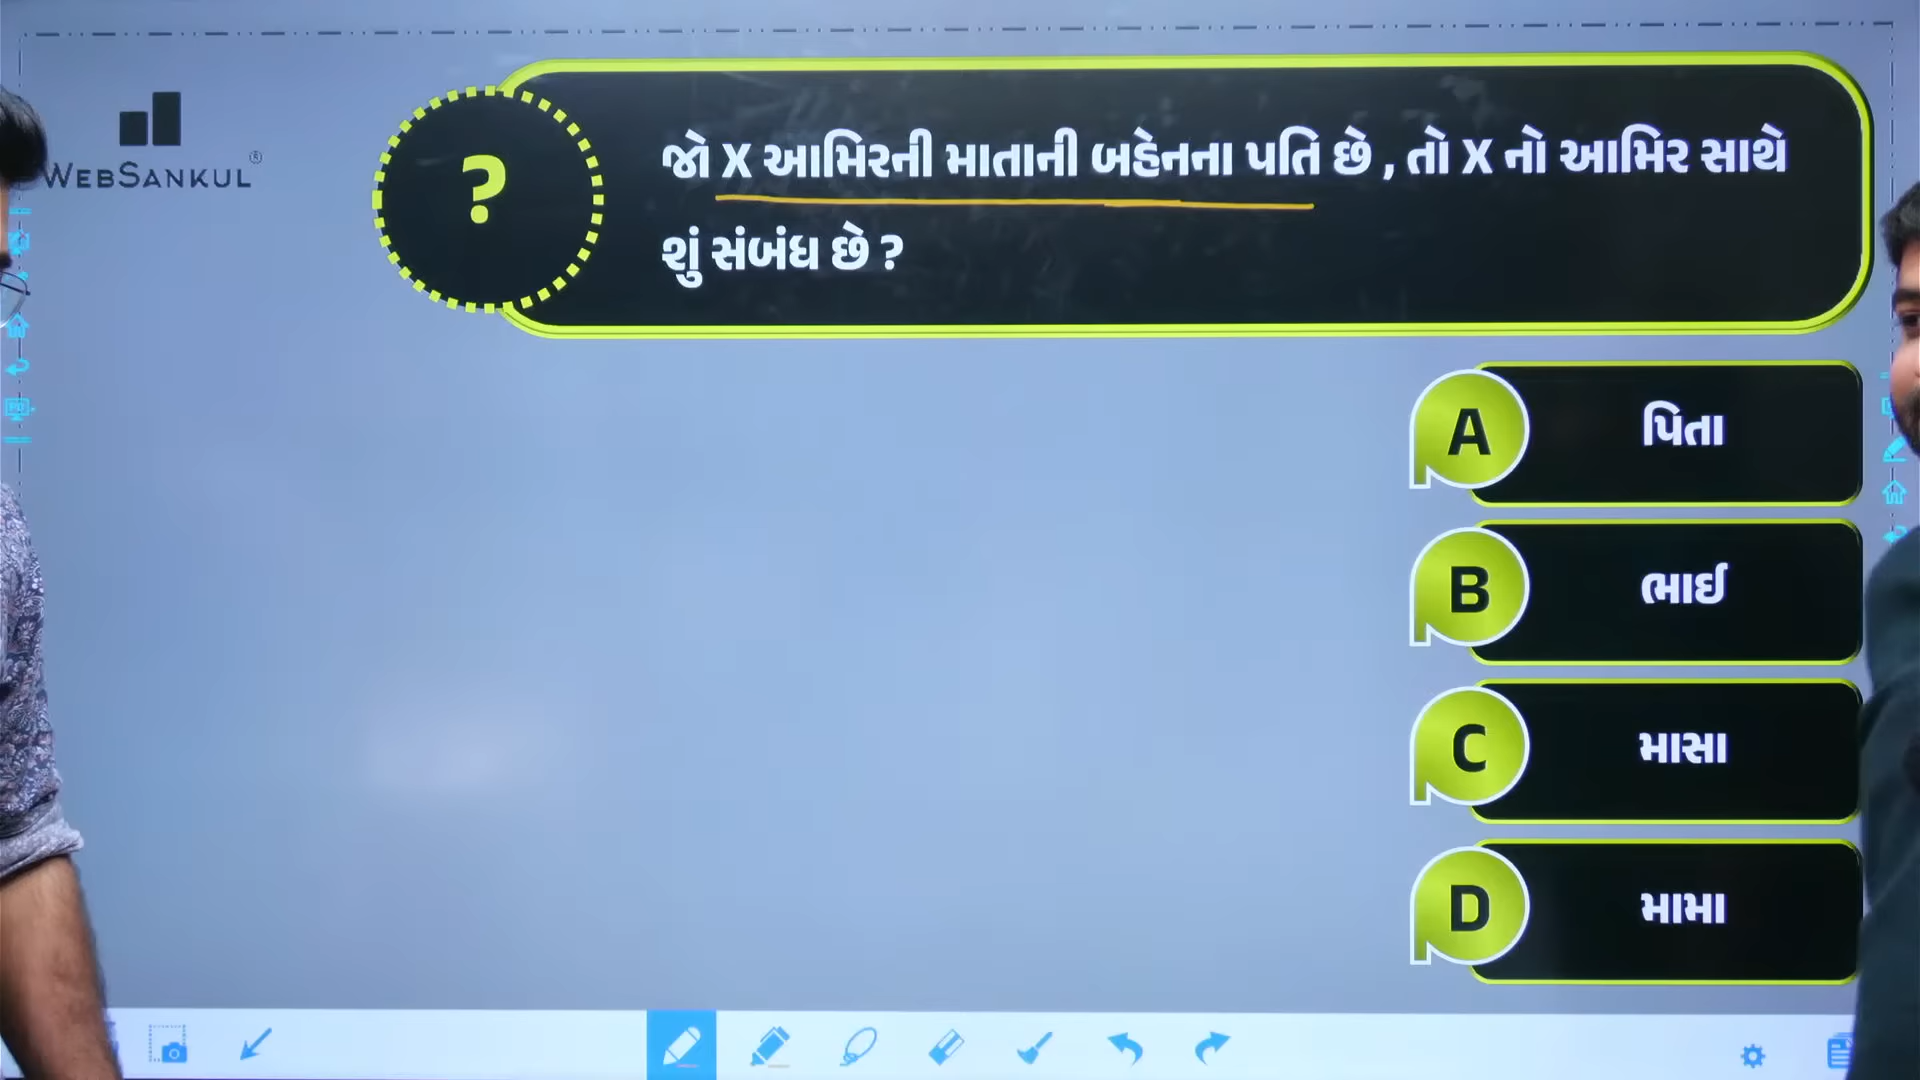 WEBSANKUL®
?
જો X આમિરની માતાની બહેનના પતિ છે , તો X નો આમિર સાથે
શું સંબંધ છે ?
A પિતા
B ભાઈ
C માસા
D મામા